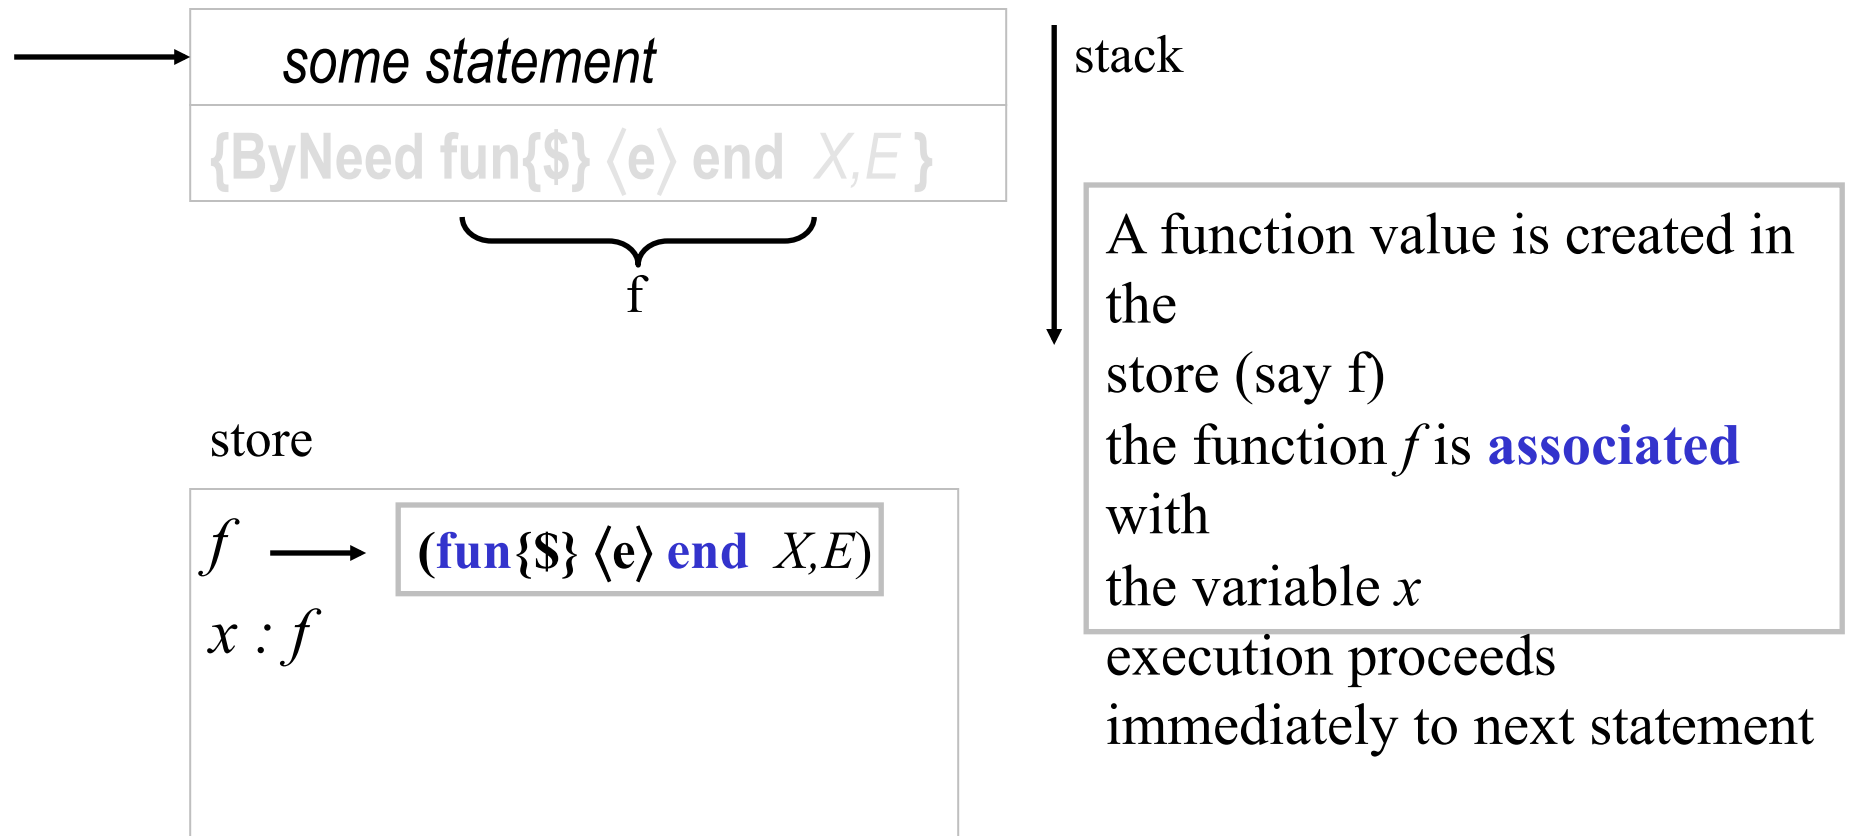 some statement
{ByNeed fun{$} ⟨e⟩ end X,E }
f
stack
A function value is created in
the
store (say f)
the function f is associated
with
the variable x
execution proceeds
immediately to next statement
store
f (fun{$} ⟨e⟩ end X,E)
x : f